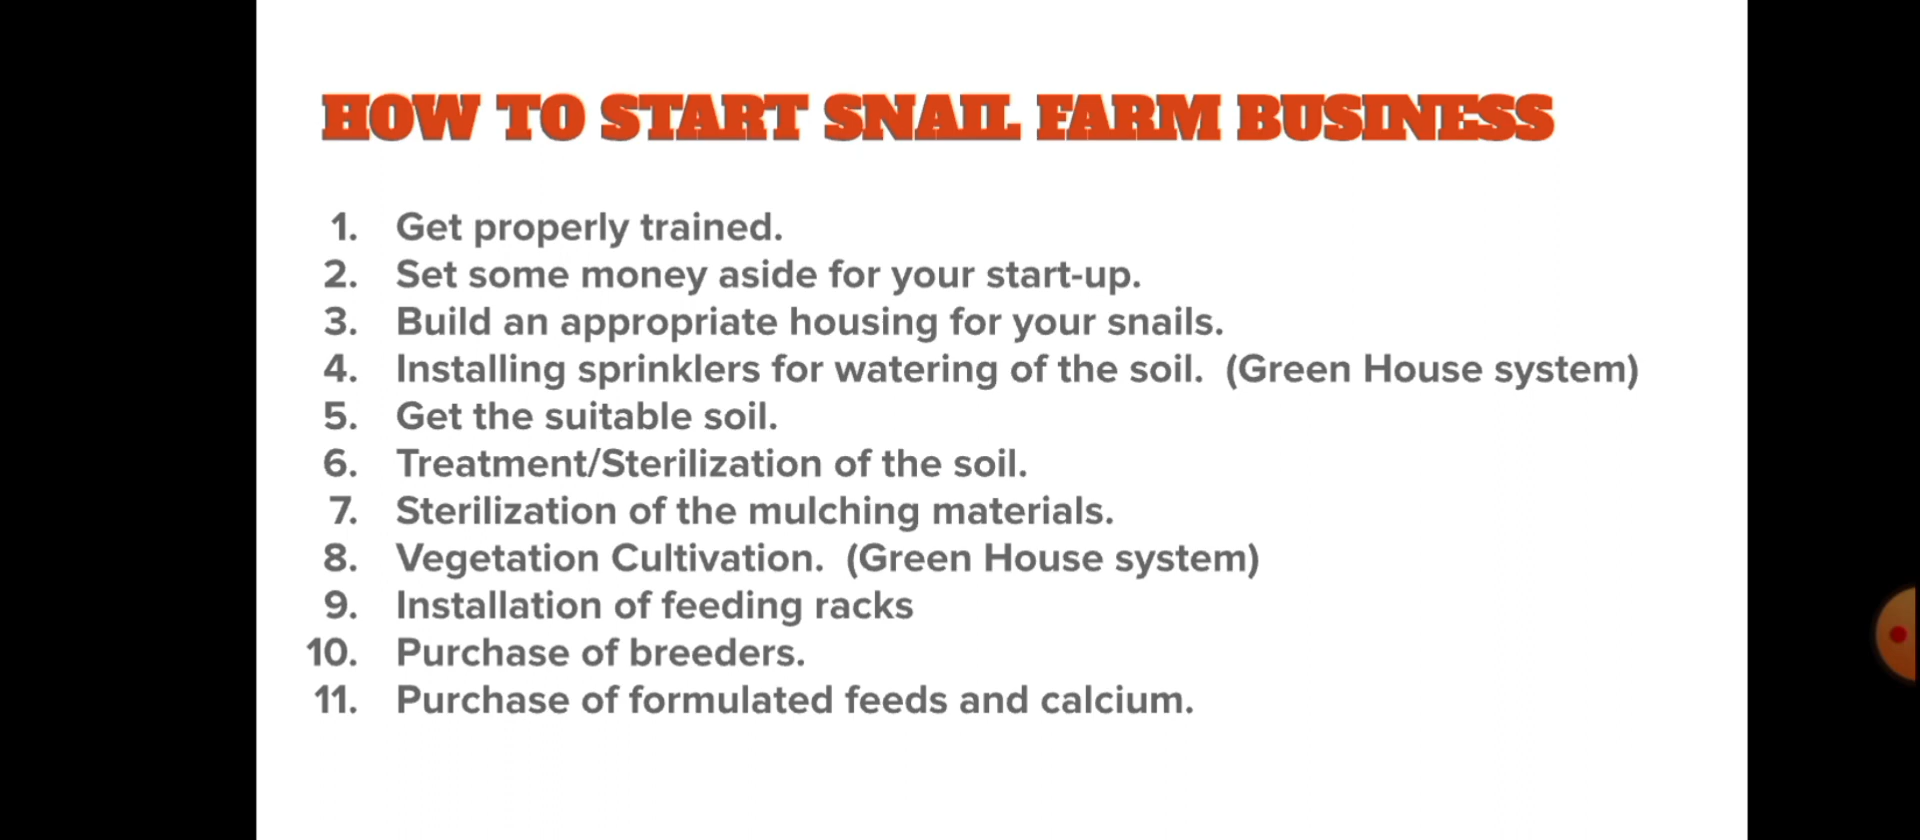 HOW TO START SNAIL FARM BUSINESS
1. Get properly trained.
2. Set some money aside for your start-up.
3. Build an appropriate housing for your snails.
4. Installing sprinklers for watering of the soil. (Green House system)
5. Get the suitable soil.
6. Treatment/Sterilization of the soil.
7. Sterilization of the mulching materials.
8. Vegetation Cultivation. (Green House system)
9. Installation of feeding racks
10. Purchase of breeders.
11. Purchase of formulated feeds and calcium.